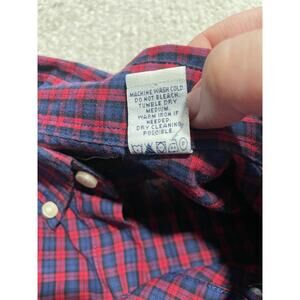 MACHINE WASH COLD.
DO NOT BLEACH.
TUMBLE DRY
MEDIUM.
WARM IRON IF
NEEDED
DRY CLEANING
POSSIBLE